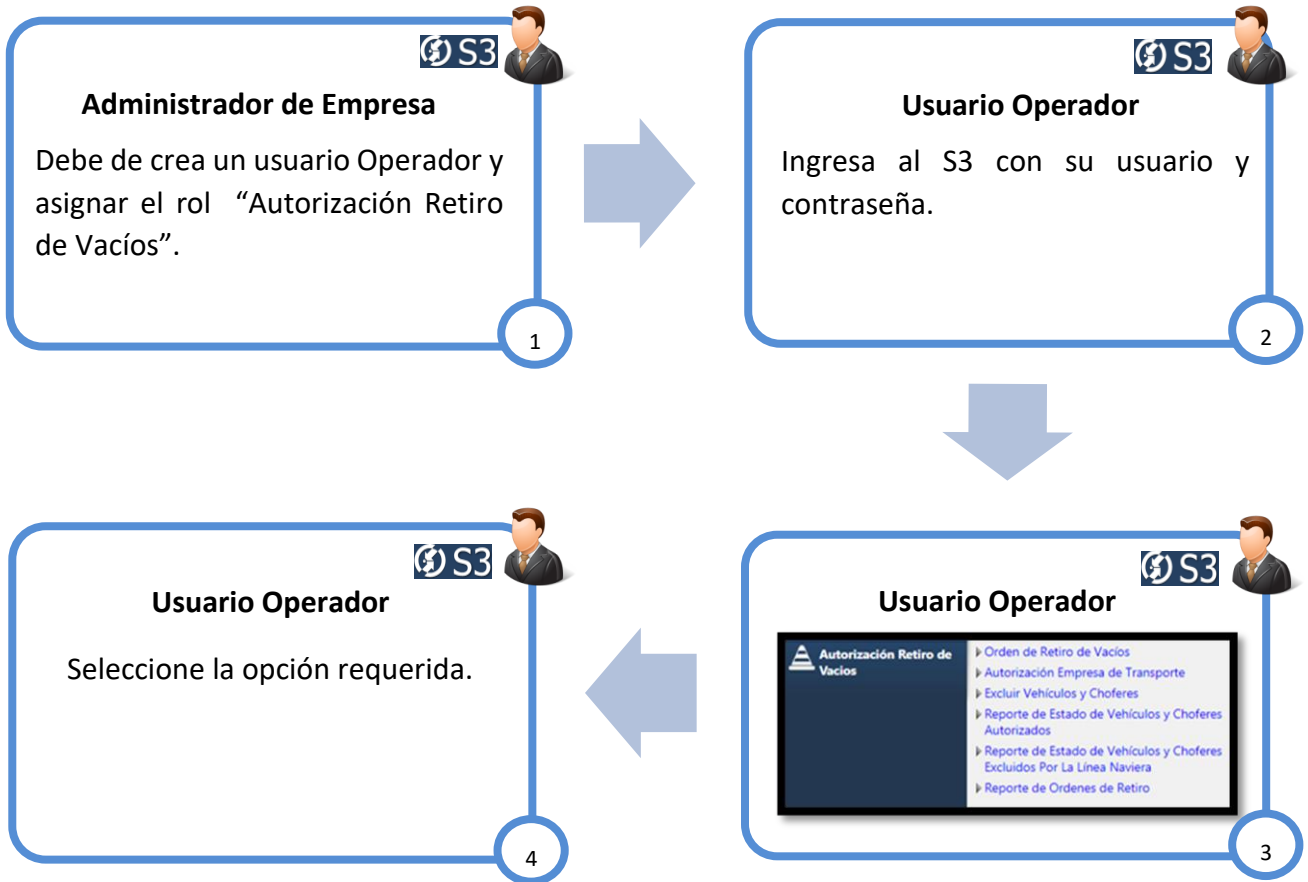 S3
Administrador de Empresa
Debe de crea un usuario Operador y
asignar el rol “Autorización Retiro
de Vacíos”.
1
S3
Usuario Operador
Ingresa al S3 con su usuario y
contraseña.
2
S3
Usuario Operador
Autorización Retiro de
Vacios
Orden de Retiro de Vacíos
Autorización Empresa de Transporte
Excluir Vehículos y Choferes
Reporte de Estado de Vehículos y Choferes
Autorizados
Reporte de Estado de Vehículos y Choferes
Excluidos Por La Línea Naviera
Reporte de Ordenes de Retiro
3
S3
Usuario Operador
Seleccione la opción requerida.
4